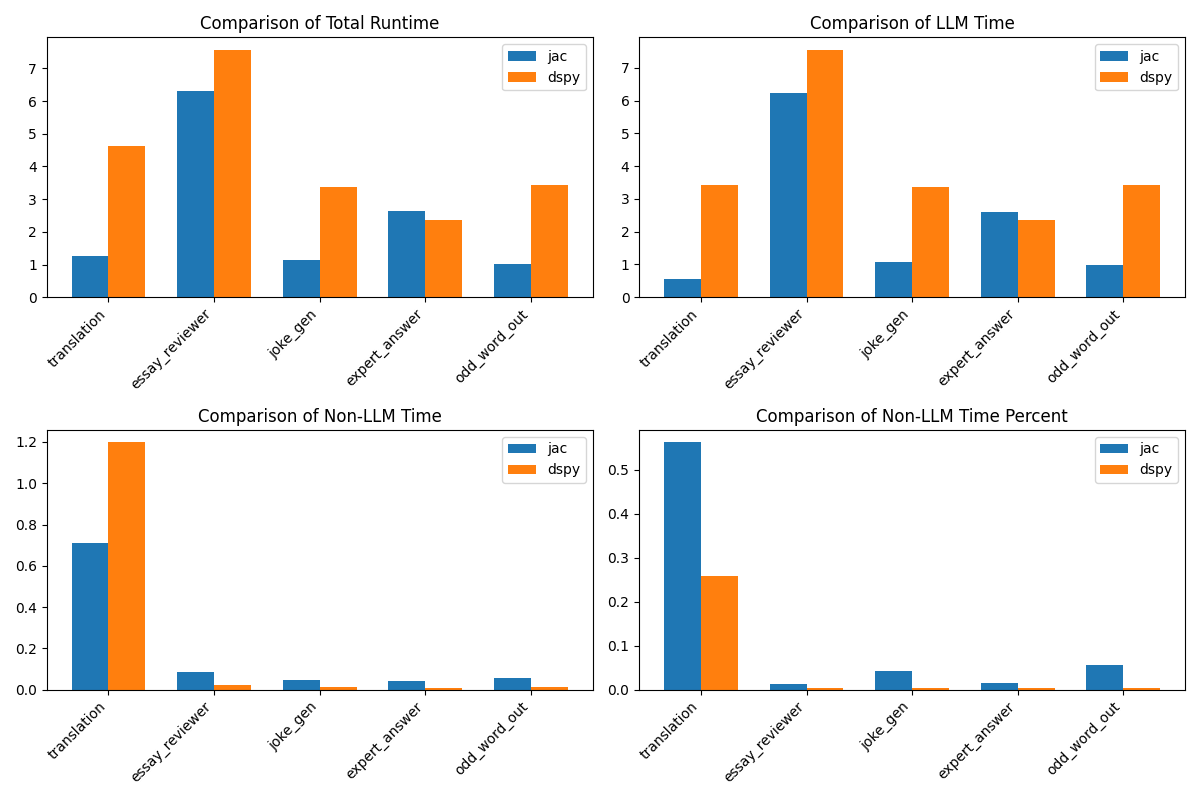 Comparison of Total Runtime
jac
dspy
7
6
5
4
3
2
1
0
translation
essay_reviewer
joke_gen
expert_answer
odd_word_out
Comparison of LLM Time
jac
dspy
7
6
5
4
3
2
1
0
translation
essay_reviewer
joke_gen
expert_answer
odd_word_out
Comparison of Non-LLM Time
jac
dspy
1.2
1.0
0.8
0.6
0.4
0.2
0.0
translation
essay_reviewer
joke_gen
expert_answer
odd_word_out
Comparison of Non-LLM Time Percent
jac
dspy
0.5
0.4
0.3
0.2
0.1
0.0
translation
essay_reviewer
joke_gen
expert_answer
odd_word_out